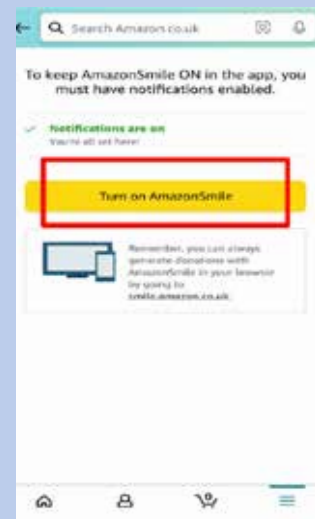 Search Amazon.co.uk
To keep AmazonSmile ON in the app, you
must have notifications enabled.
Notifications are on
You're all set here!
Turn on AmazonSmile
Remember, you can always
generate donations with
AmazonSmile in your browser
by going to
smile.amazon.co.uk
0